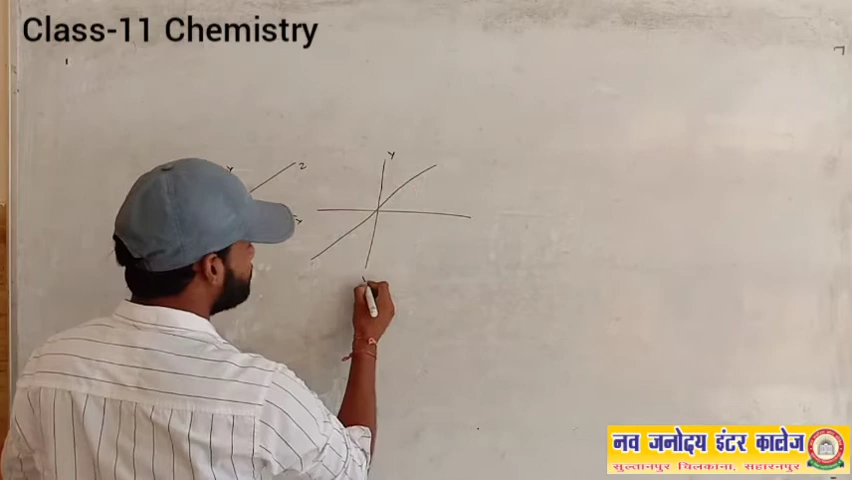 Class-11 Chemistry
Y
Z
Y
Y
नव जनोदय इंटर कालेज
सुल्तानपुर चिलकाना, सहारनपुर